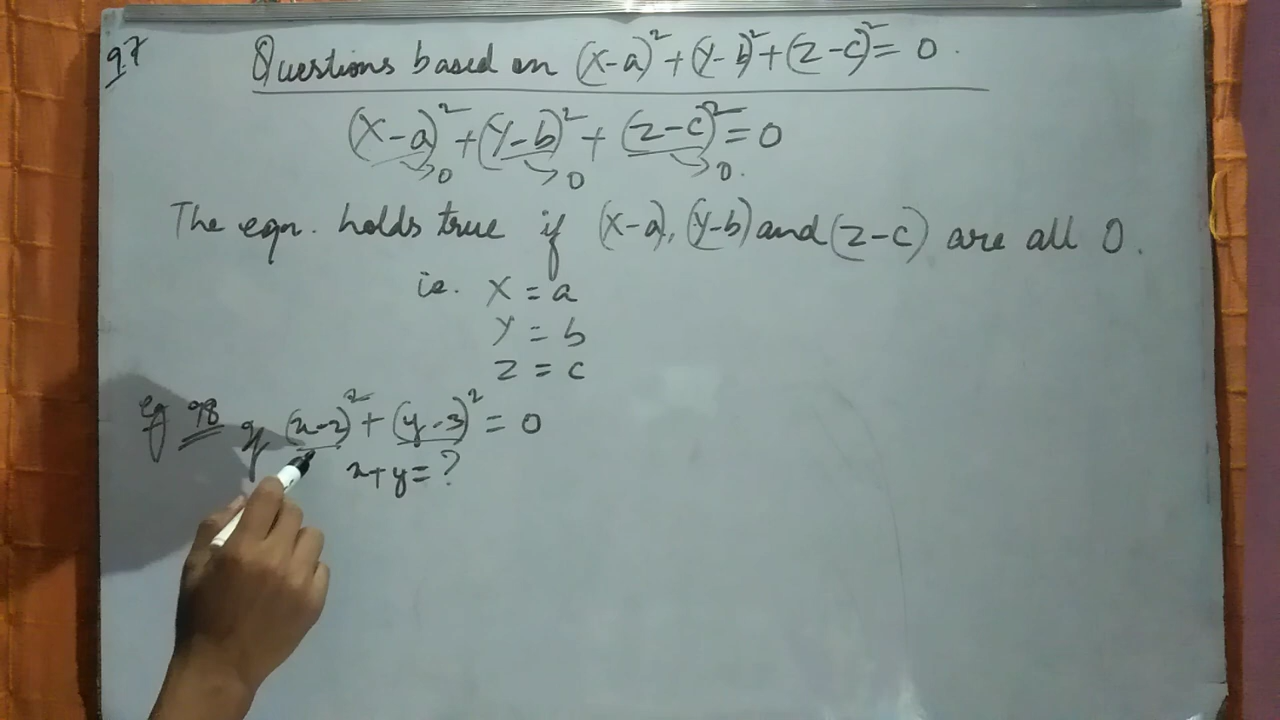 97
Questions based on (x-a)²+(y-b)²+(z-c)²= 0.
(x-a)²+(y-b)²+(z-c)²=0
→0 →0 →0.
The eqn. holds true if (x-a), (y-b) and (z-c) are all 0.
ie. x = a
y = b
z = c
eg 98 if (x-2)²+(y-3)² = 0
x+y=?